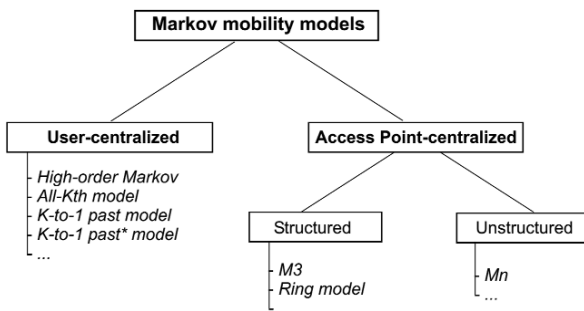 Markov mobility models
User-centralized
Access Point-centralized
High-order Markov
All-Kth model
K-to-1 past model
K-to-1 past* model
...
Structured
Unstructured
M3
Ring model
Mn
...